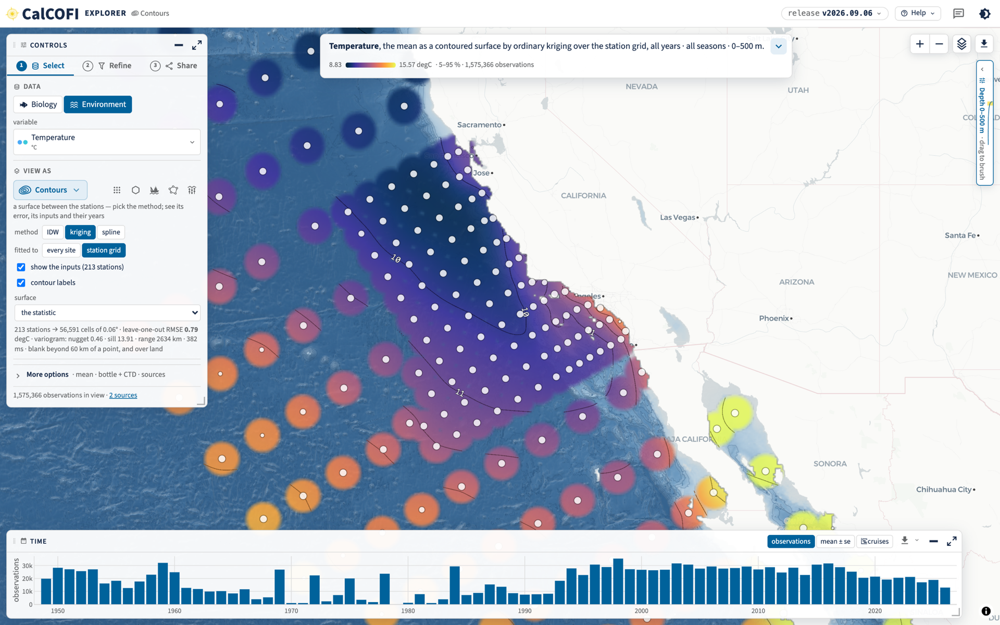 CalCOFI EXPLORER Contours
release v2026.09.06
Help
CONTROLS
1 Select
2 Refine
3 Share
DATA
Biology
Environment
variable
Temperature
°C
VIEW AS
Contours
a surface between the stations — pick the method; see its
error, its inputs and their years
method IDW kriging spline
fitted to every site station grid
show the inputs (213 stations)
contour labels
surface
the statistic
213 stations → 56,591 cells of 0.06° · leave-one-out RMSE 0.79
degC · variogram: nugget 0.46 · sill 13.91 · range 2634 km · 382
ms · blank beyond 60 km of a point, and over land
More options · mean · bottle + CTD · sources
1,575,366 observations in view · 2 sources
Temperature, the mean as a contoured surface by ordinary kriging over the station grid, all years · all seasons · 0–500 m.
8.83 15.57 degC · 5–95 % · 1,575,366 observations
Depth 0–500 m · drag to brush
NEVADA
UTAH
Sacramento
Jose
CALIFORNIA
Las Vegas
Santa Fe
NEW MEXICO
ARIZONA
Phoenix
SONORA
Chihuahua City
10
10
11
11
TIME
observations
mean ± se
cruises
observations
30k
20k
10k
0
1950
1960
1970
1980
1990
2000
2010
2020